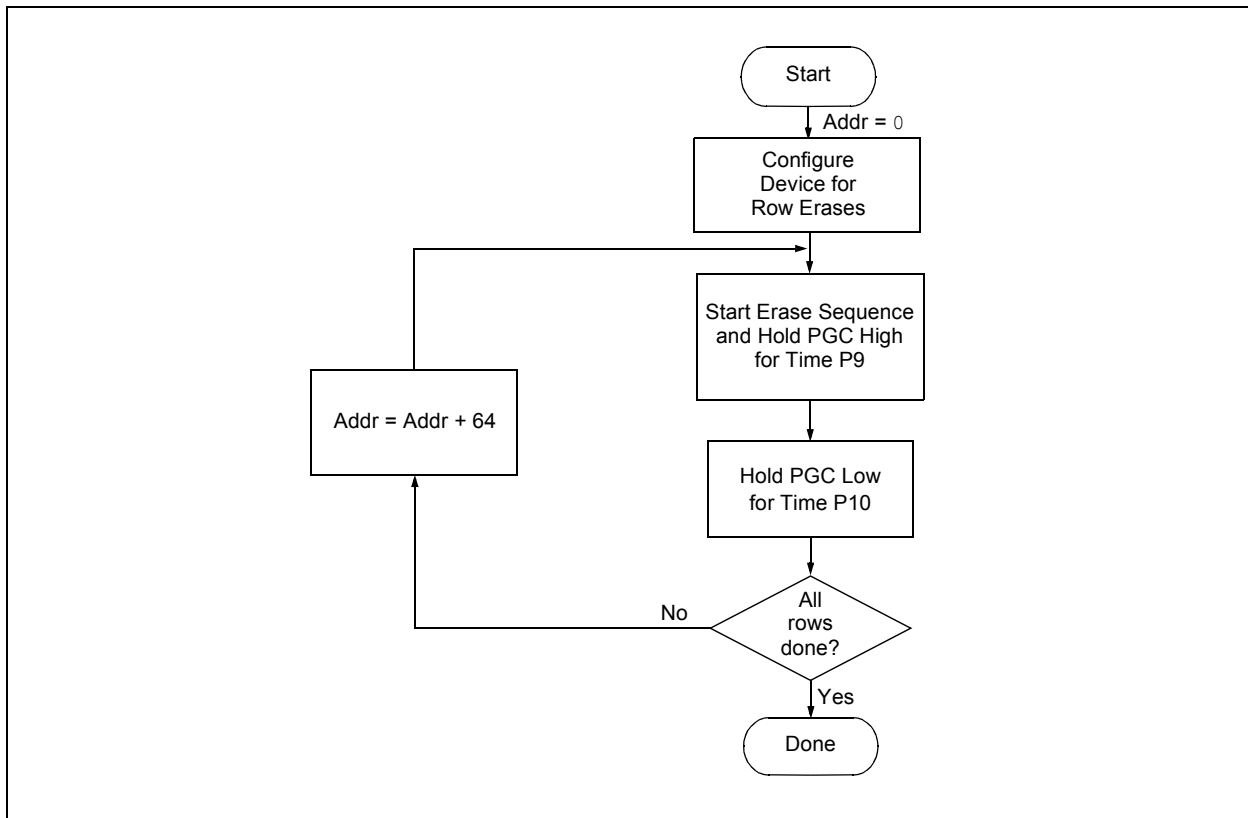 Start
Addr = 0
Configure
Device for
Row Erases
Start Erase Sequence
and Hold PGC High
for Time P9
Addr = Addr + 64
Hold PGC Low
for Time P10
All
rows
done?
No
Yes
Done